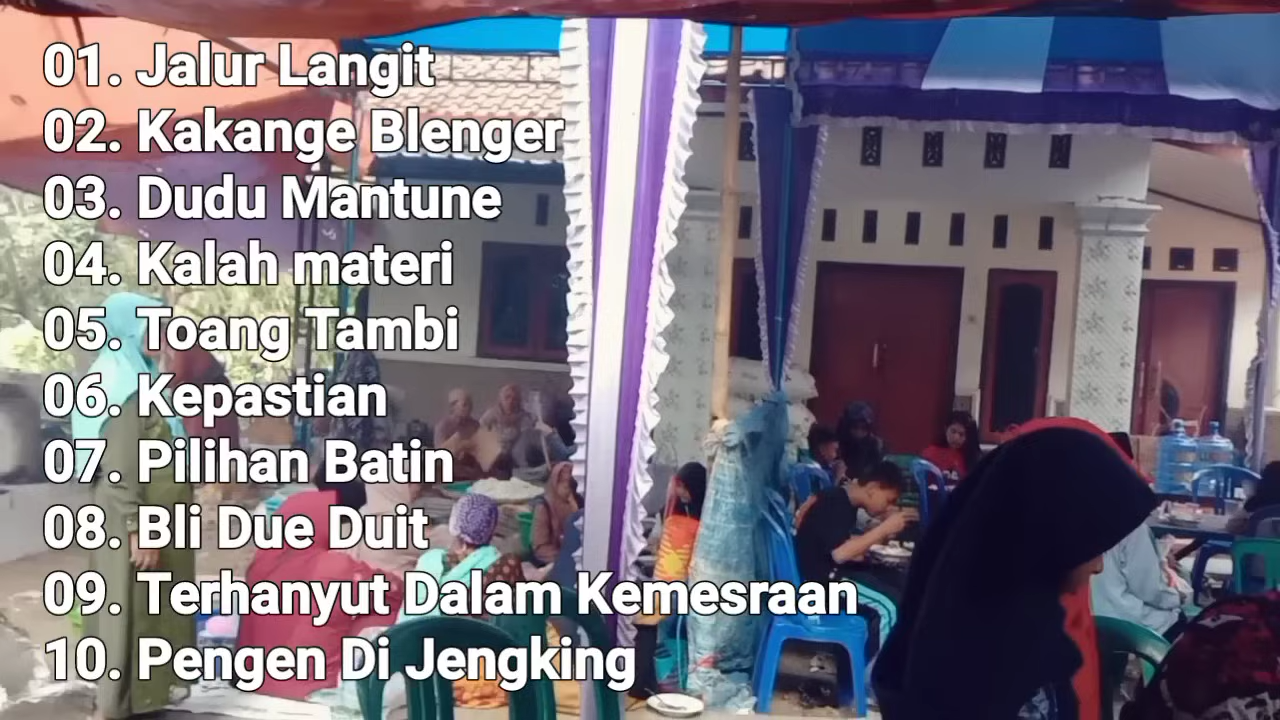 01. Jalur Langit
02. Kakange Blenger
03. Dudu Mantune
04. Kalah materi
05. Toang Tambi
06. Kepastian
07. Pilihan Batin
08. Bli Due Duit
09. Terhanyut Dalam Kemesraan
10. Pengen Di Jengking